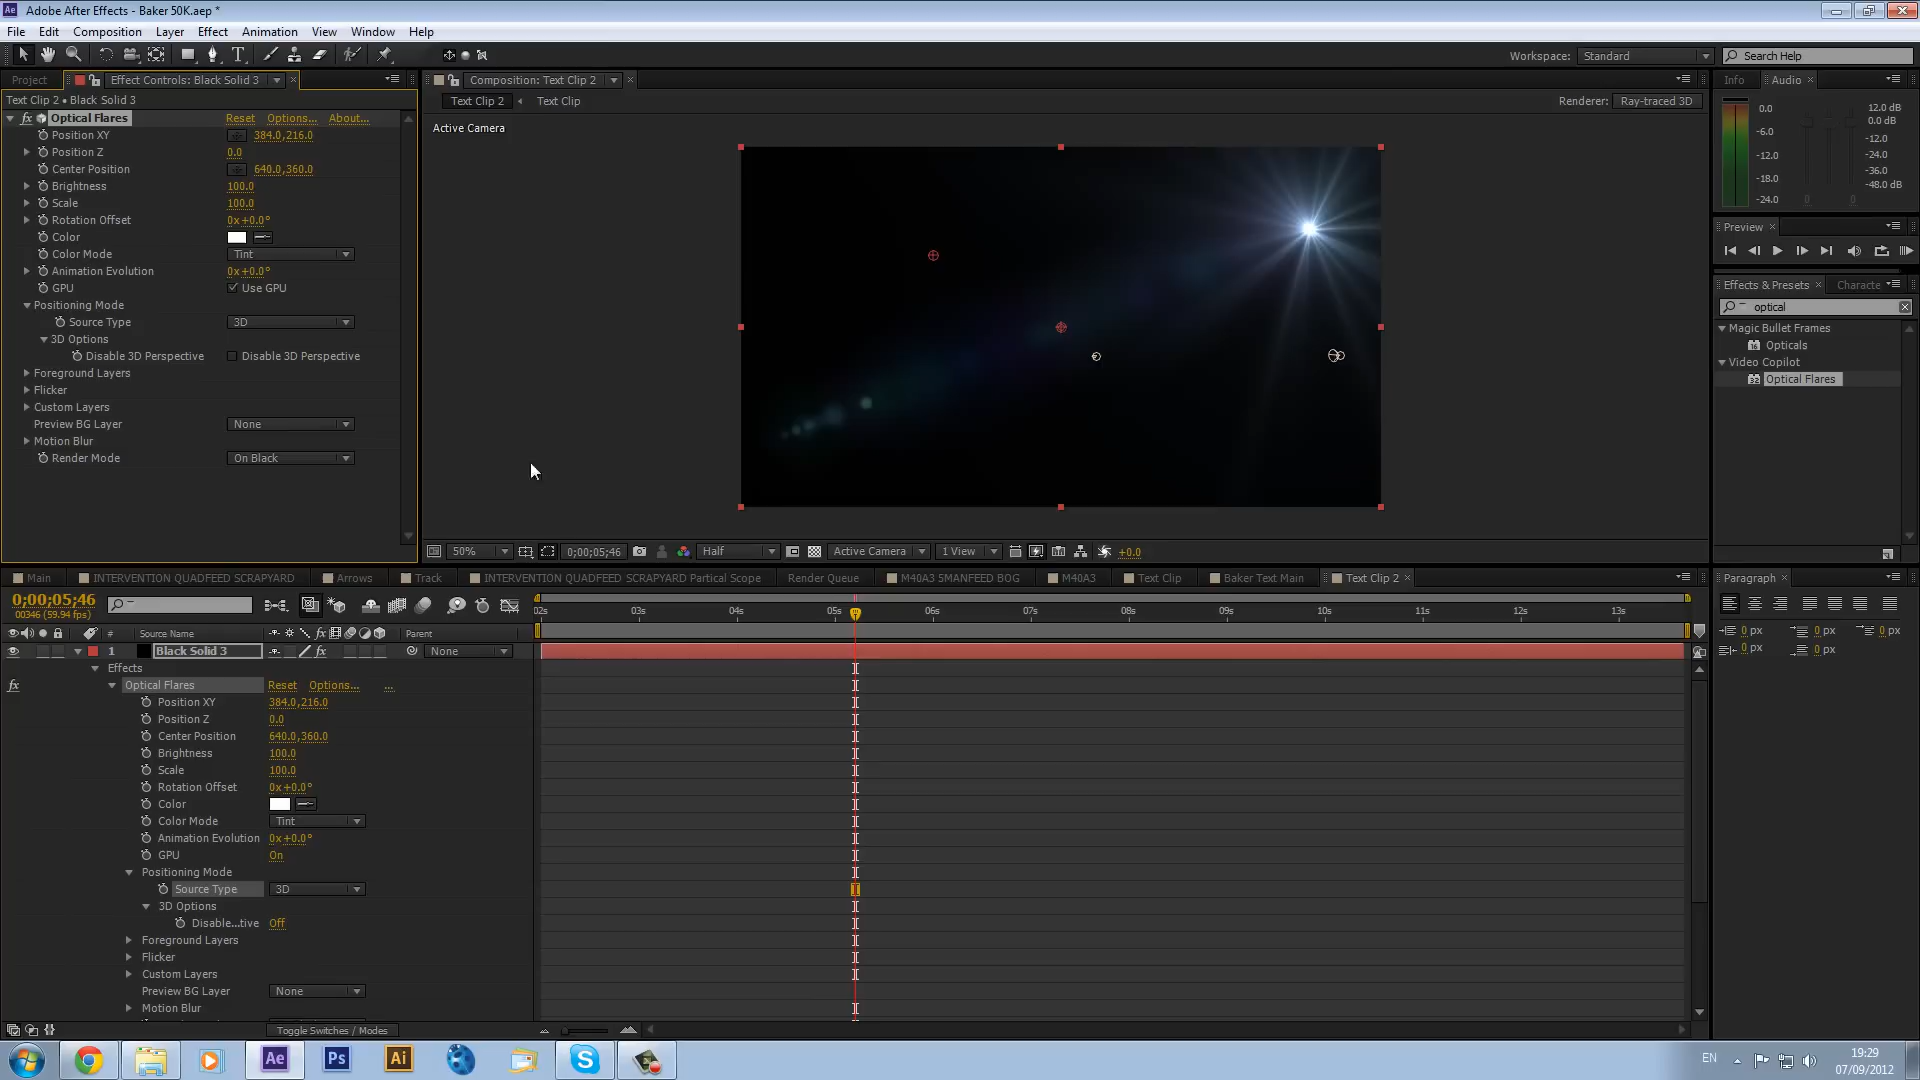 Adobe After Effects - Baker 50K.aep *
File Edit Composition Layer Effect Animation View Window Help
Workspace: Standard Search Help
Project Effect Controls: Black Solid 3
Text Clip 2 • Black Solid 3
fx Optical Flares Reset Options... About...
Position XY 384.0,216.0
Position Z 0.0
Center Position 640.0,360.0
Brightness 100.0
Scale 100.0
Rotation Offset 0x+0.0°
Color
Color Mode Tint
Animation Evolution 0x+0.0°
GPU Use GPU
Positioning Mode
Source Type 3D
3D Options
Disable 3D Perspective Disable 3D Perspective
Foreground Layers
Flicker
Custom Layers
Preview BG Layer None
Motion Blur
Render Mode On Black
Composition: Text Clip 2
Text Clip 2 Text Clip
Renderer: Ray-traced 3D
Active Camera
50% 0;00;05;46 Half Active Camera 1 View +0.0
Info Audio
0.0
-6.0
-12.0
-18.0
-24.0
12.0 dB
0.0 dB
-12.0
-24.0
-36.0
-48.0 dB
0 0
Preview
Effects & Presets Characte
optical
Magic Bullet Frames
Opticals
Video Copilot
Optical Flares
Main INTERVENTION QUADFEED SCRAPYARD Arrows Track INTERVENTION QUADFEED SCRAPYARD Partical Scope Render Queue M40A3 5MANFEED BOG M40A3 Text Clip Baker Text Main Text Clip 2
0;00;05;46
00346 (59.94 fps)
02s 03s 04s 05s 06s 07s 08s 09s 10s 11s 12s 13s
# Source Name fx Parent
1 Black Solid 3 fx None
Effects
fx Optical Flares Reset Options... ...
Position XY 384.0,216.0
Position Z 0.0
Center Position 640.0,360.0
Brightness 100.0
Scale 100.0
Rotation Offset 0x+0.0°
Color
Color Mode Tint
Animation Evolution 0x+0.0°
GPU On
Positioning Mode
Source Type 3D
3D Options
Disable...tive Off
Foreground Layers
Flicker
Custom Layers
Preview BG Layer None
Motion Blur
Toggle Switches / Modes
Paragraph
0 px 0 px 0 px
0 px 0 px
Ae Ps Ai
EN
19:29
07/09/2012